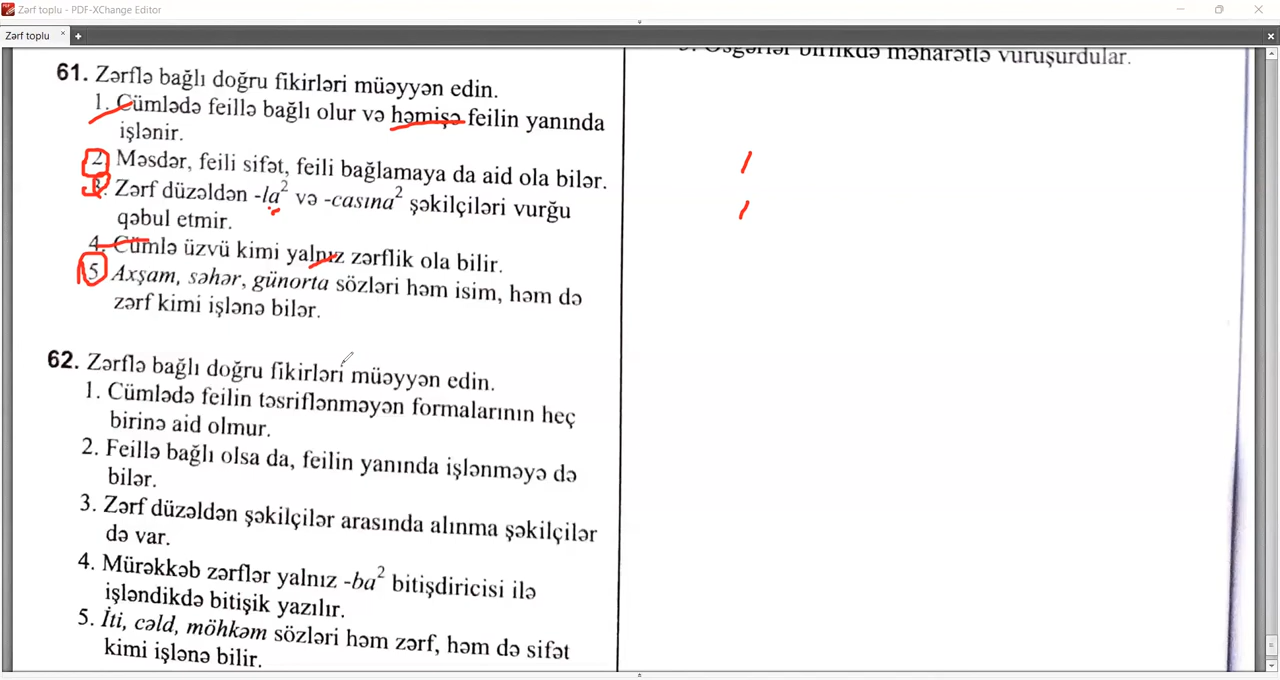 Zərf toplu - PDF-XChange Editor
Zərf toplu
61. Zərflə bağlı doğru fikirləri müəyyən edin.
1. Cümlədə feillə bağlı olur və həmişə feilin yanında
işlənir.
2. Məsdər, feili sifət, feili bağlamaya da aid ola bilər.
3. Zərf düzəldən -la² və -casına² şəkilçiləri vurğu
qəbul etmir.
4. Cümlə üzvü kimi yalnız zərflik ola bilir.
5 Axşam, səhər, günorta sözləri həm isim, həm də
zərf kimi işlənə bilər.
62. Zərflə bağlı doğru fikirləri müəyyən edin.
1. Cümlədə feilin təsriflənməyən formalarının heç
birinə aid olmur.
2. Feillə bağlı olsa da, feilin yanında işlənməyə də
bilər.
3. Zərf düzəldən şəkilçilər arasında alınma şəkilçilər
də var.
4. Mürəkkəb zərflər yalnız -ba² bitişdiricisi ilə
işləndikdə bitişik yazılır.
5. İti, cəld, möhkəm sözləri həm zərf, həm də sifət
kimi işlənə bilir.
5. Əsgərlər birlikdə məharətlə vuruşurdular.